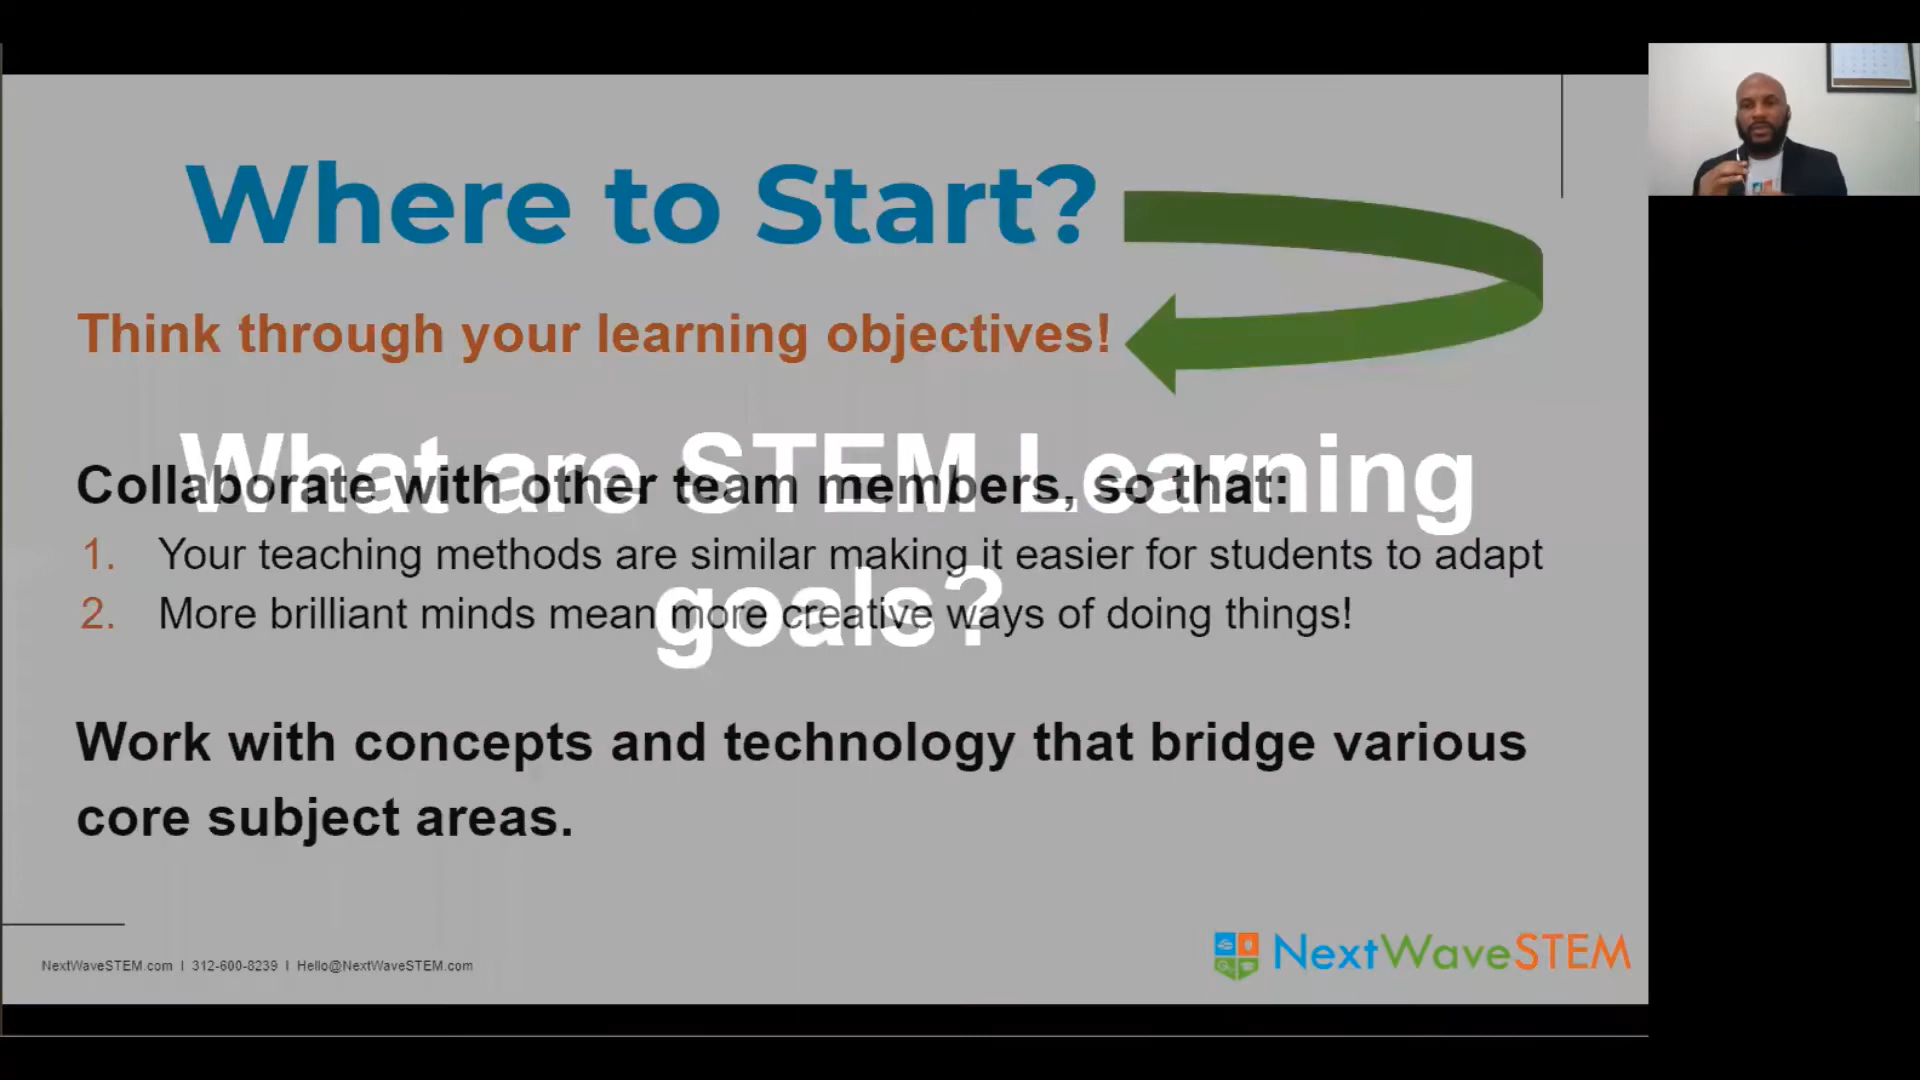 Where to Start?
Think through your learning objectives!
What are STEM Learning
goals?
Collaborate with other team members, so that:
1. Your teaching methods are similar making it easier for students to adapt
2. More brilliant minds mean more creative ways of doing things!
Work with concepts and technology that bridge various
core subject areas.
NextWaveSTEM.com | 312-600-8239 | Hello@NextWaveSTEM.com
NextWaveSTEM